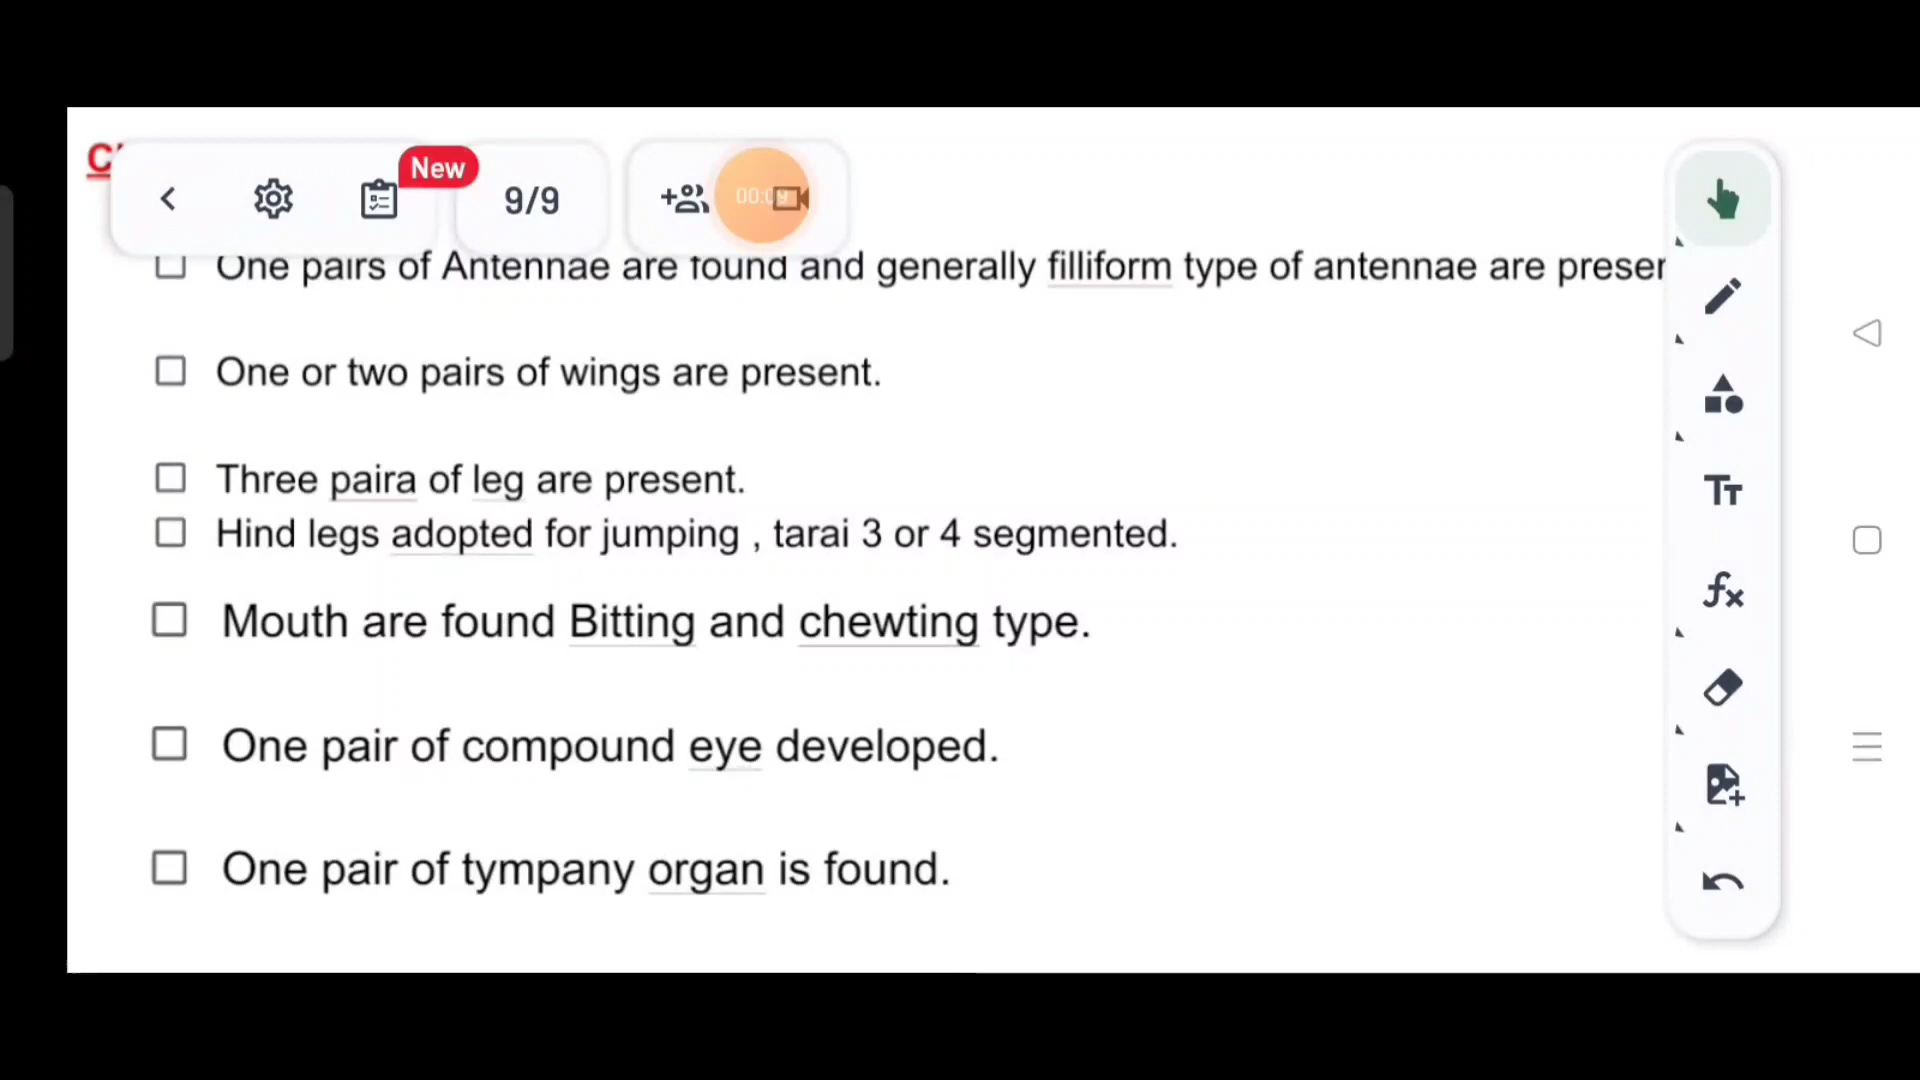 New
9/9
00:09
One pairs of Antennae are found and generally filliform type of antennae are presen
One or two pairs of wings are present.
Three paira of leg are present.
Hind legs adopted for jumping , tarai 3 or 4 segmented.
Mouth are found Bitting and chewting type.
One pair of compound eye developed.
One pair of tympany organ is found.